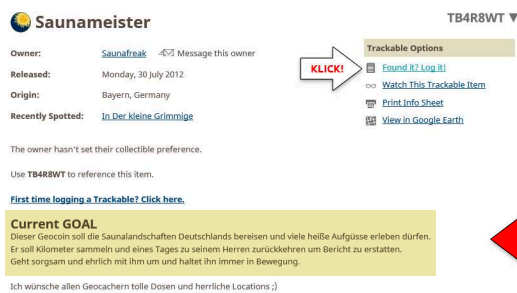 Saunameister
TB4R8WT ▼
Owner: Saunafreak Message this owner
Released: Monday, 30 July 2012
Origin: Bayern, Germany
Recently Spotted: In Der kleine Grimmige
Trackable Options
KLICK!
Found it? Log it!
Watch This Trackable Item
Print Info Sheet
View in Google Earth
The owner hasn't set their collectible preference.
Use TB4R8WT to reference this item.
First time logging a Trackable? Click here.
Current GOAL
Dieser Geocoin soll die Saunalandschaften Deutschlands bereisen und viele heiße Aufgüsse erleben dürfen.
Er soll Kilometer sammeln und eines Tages zu seinem Herren zurückkehren um Bericht zu erstatten.
Geht sorgsam und ehrlich mit ihm um und haltet ihn immer in Bewegung.
Ich wünsche allen Geocachern tolle Dosen und herrliche Locations ;)